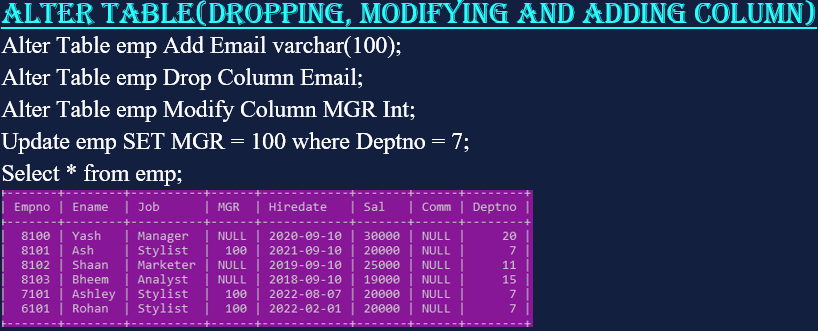 ALTER TABLE(DROPPING, MODIFYING AND ADDING COLUMN)
Alter Table emp Add Email varchar(100);
Alter Table emp Drop Column Email;
Alter Table emp Modify Column MGR Int;
Update emp SET MGR = 100 where Deptno = 7;
Select * from emp;
+-------+--------+-----------+------+------------+-------+------+--------+
| Empno | Ename  | Job       | MGR  | Hiredate   | Sal   | Comm | Deptno |
+-------+--------+-----------+------+------------+-------+------+--------+
|  8100 | Yash   | Manager   | NULL | 2020-09-10 | 30000 | NULL |     20 |
|  8101 | Ash    | Stylist   |  100 | 2021-09-10 | 20000 | NULL |      7 |
|  8102 | Shaan  | Marketer  | NULL | 2019-09-10 | 25000 | NULL |     11 |
|  8103 | Bheem  | Analyst   | NULL | 2018-09-10 | 19000 | NULL |     15 |
|  7101 | Ashley | Stylist   |  100 | 2022-08-07 | 20000 | NULL |      7 |
|  6101 | Rohan  | Stylist   |  100 | 2022-02-01 | 20000 | NULL |      7 |
+-------+--------+-----------+------+------------+-------+------+--------+